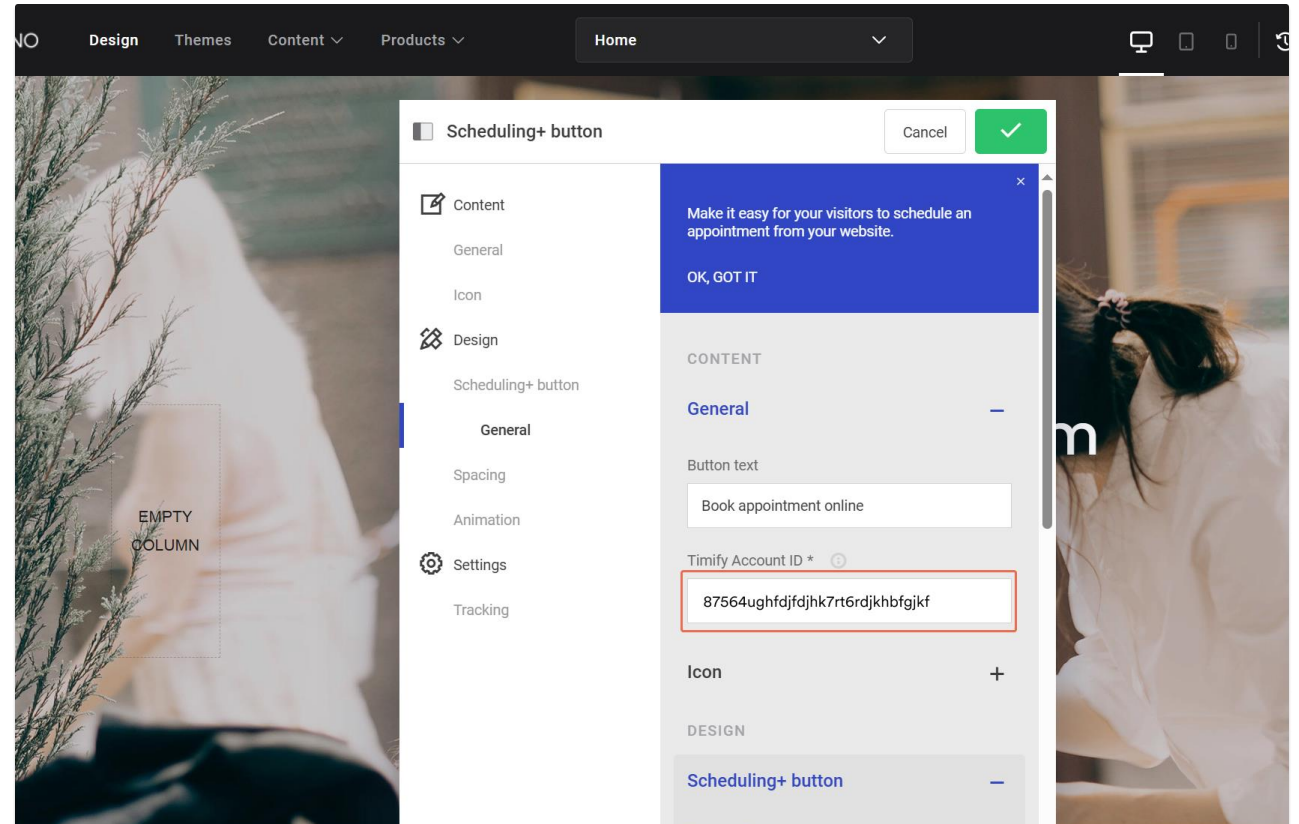 NO Design Themes Content Products Home
Scheduling+ button Cancel
Content
General
Icon
Design
Scheduling+ button
General
Spacing
Animation
Settings
Tracking
×
Make it easy for your visitors to schedule an
appointment from your website.
OK, GOT IT
CONTENT
General
Button text
Book appointment online
Timify Account ID *
87564ughfdjfdjhk7rt6rdjkhbfgjkf
Icon
DESIGN
Scheduling+ button
EMPTY
COLUMN
m